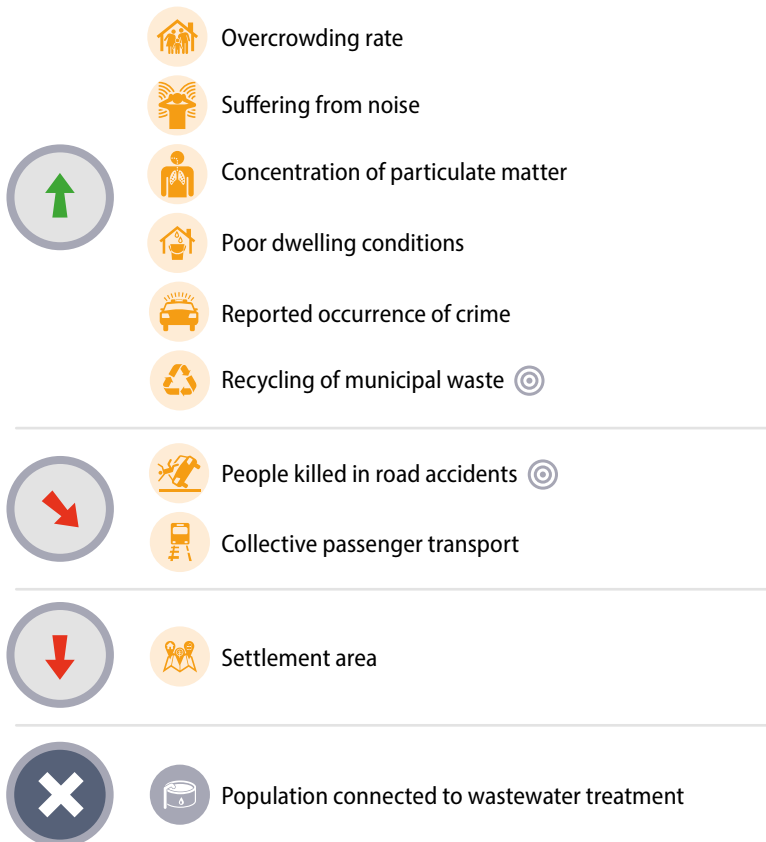 Overcrowding rate
Suffering from noise
Concentration of particulate matter
Poor dwelling conditions
Reported occurrence of crime
Recycling of municipal waste
People killed in road accidents
Collective passenger transport
Settlement area
Population connected to wastewater treatment